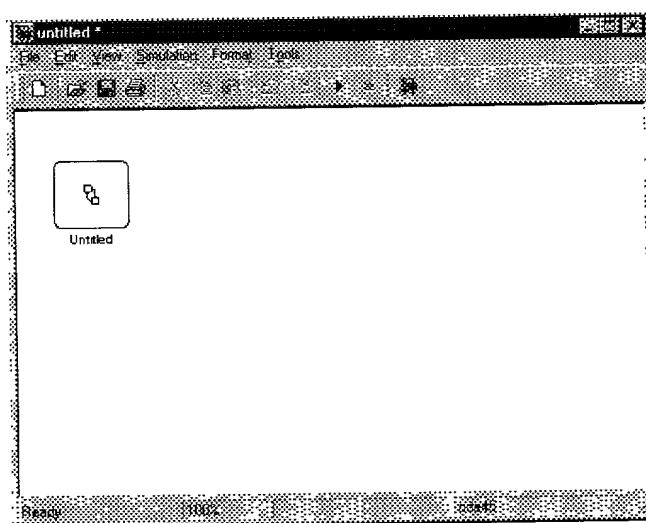 untitled *
File Edit View Simulation Format Tools
Untitled
Ready 100% ode45